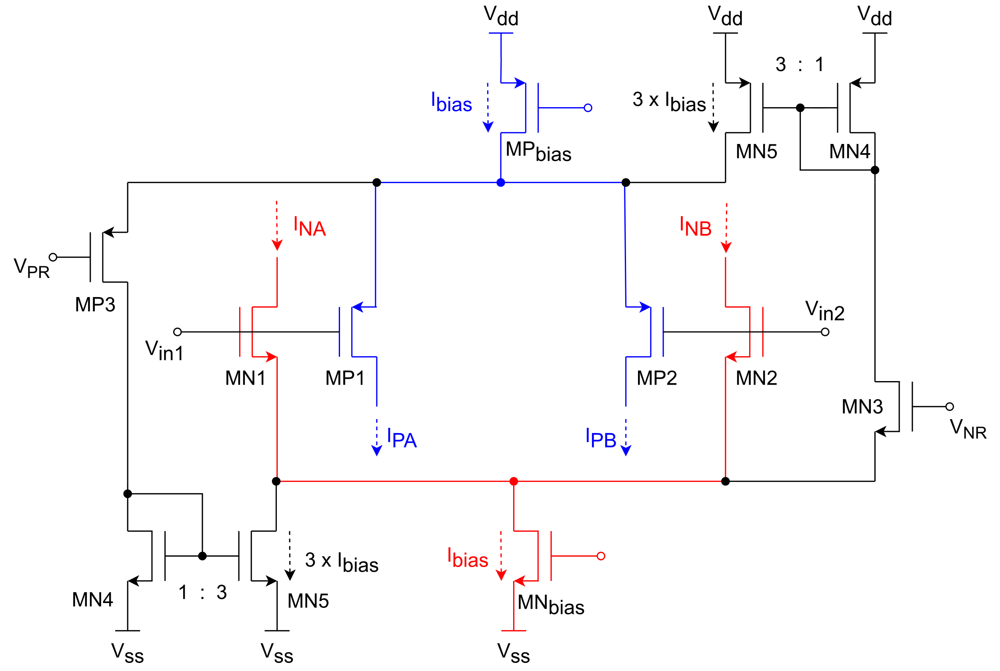 Vdd
Vdd
Vdd
3 : 1
Ibias
3 x Ibias
MPbias
MN5
MN4
INA
INB
VPR
MP3
Vin2
Vin1
MN1
MP1
MP2
MN2
MN3
VNR
IPA
IPB
3 x Ibias
Ibias
1 : 3
MN4
MN5
MNbias
Vss
Vss
Vss